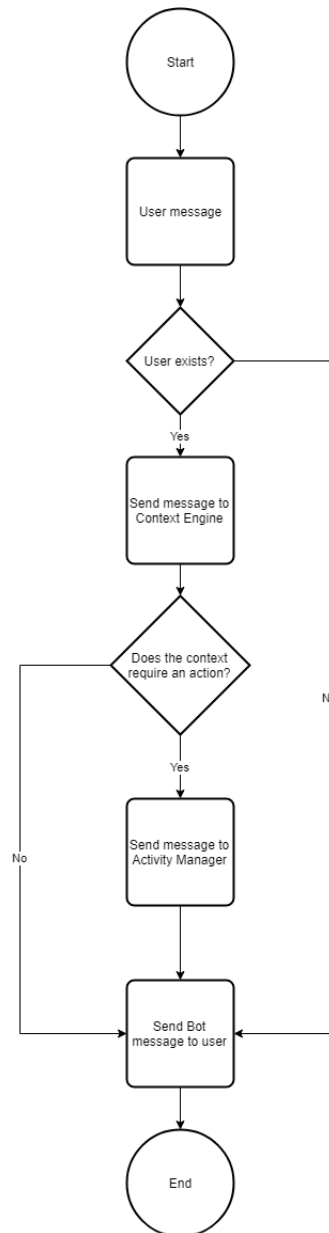 Start
User message
User exists?
Yes
Send message to
Context Engine
Does the context
require an action?
N
Yes
Send message to
Activity Manager
No
Send Bot
message to user
End